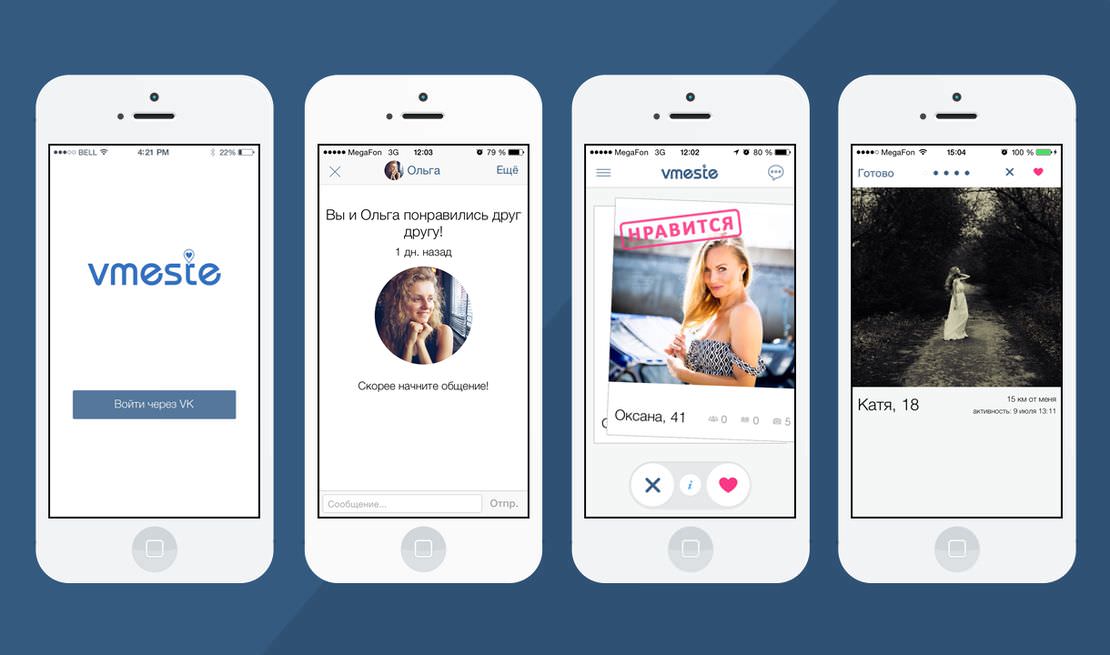 BELL 4:21 PM 22%
vmeste
Войти через VK
MegaFon 3G 12:03 79 %
Ольга Ещё
Вы и Ольга понравились друг
другу!
1 дн. назад
Скорее начните общение!
Сообщение... Отпр.
MegaFon 3G 12:02 80 %
vmeste
НРАВИТСЯ
Оксана, 41 0 0 5
i
MegaFon 15:04 100 %
Готово
Катя, 18
15 км от меня
активность: 9 июля 13:11